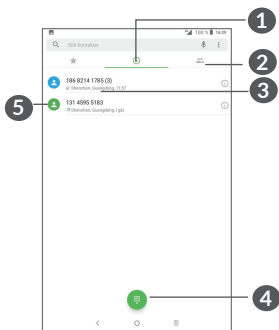 1
100 % 16:09
Sök kontakter
2
186 8214 1785 (3)
Shenzhen, Guangdong, 11:57
3
5
131 4595 5183
Shenzhen, Guangdong, I går
4